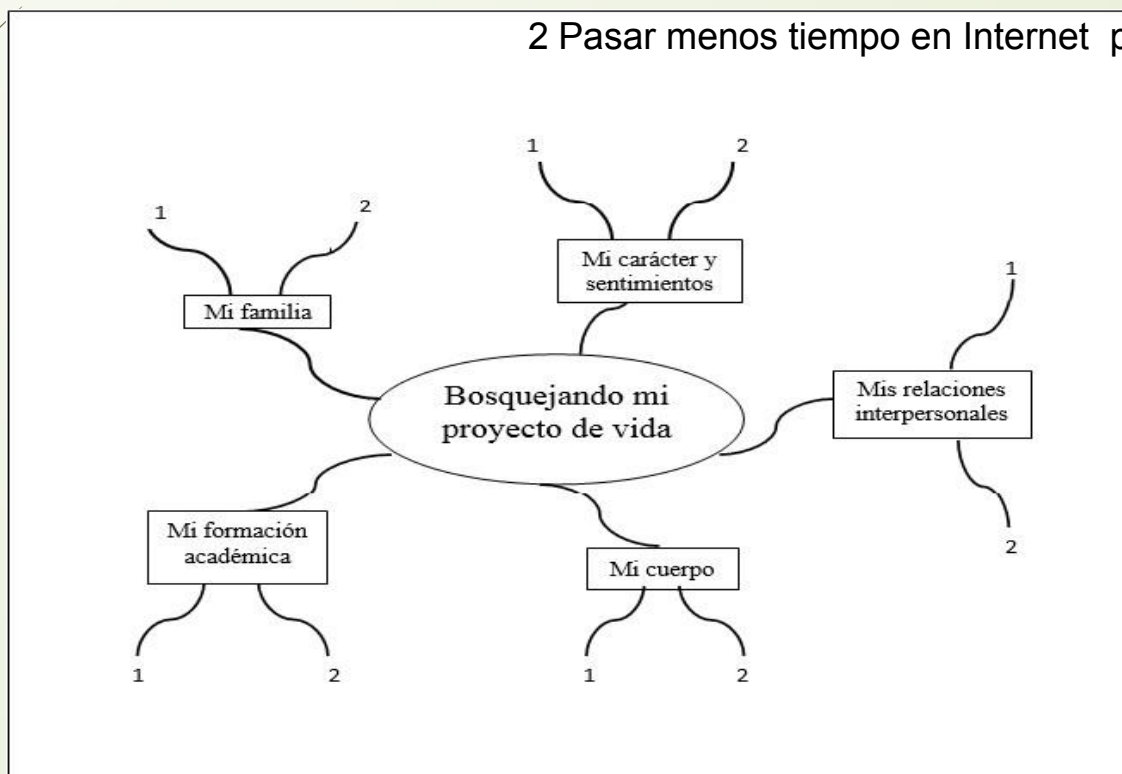 2 Pasar menos tiempo en Internet p
1
2
Mi carácter y
sentimientos
1
2
Mi familia
1
Mis relaciones
interpersonales
2
Bosquejando mi
proyecto de vida
Mi formación
académica
1
2
Mi cuerpo
1
2